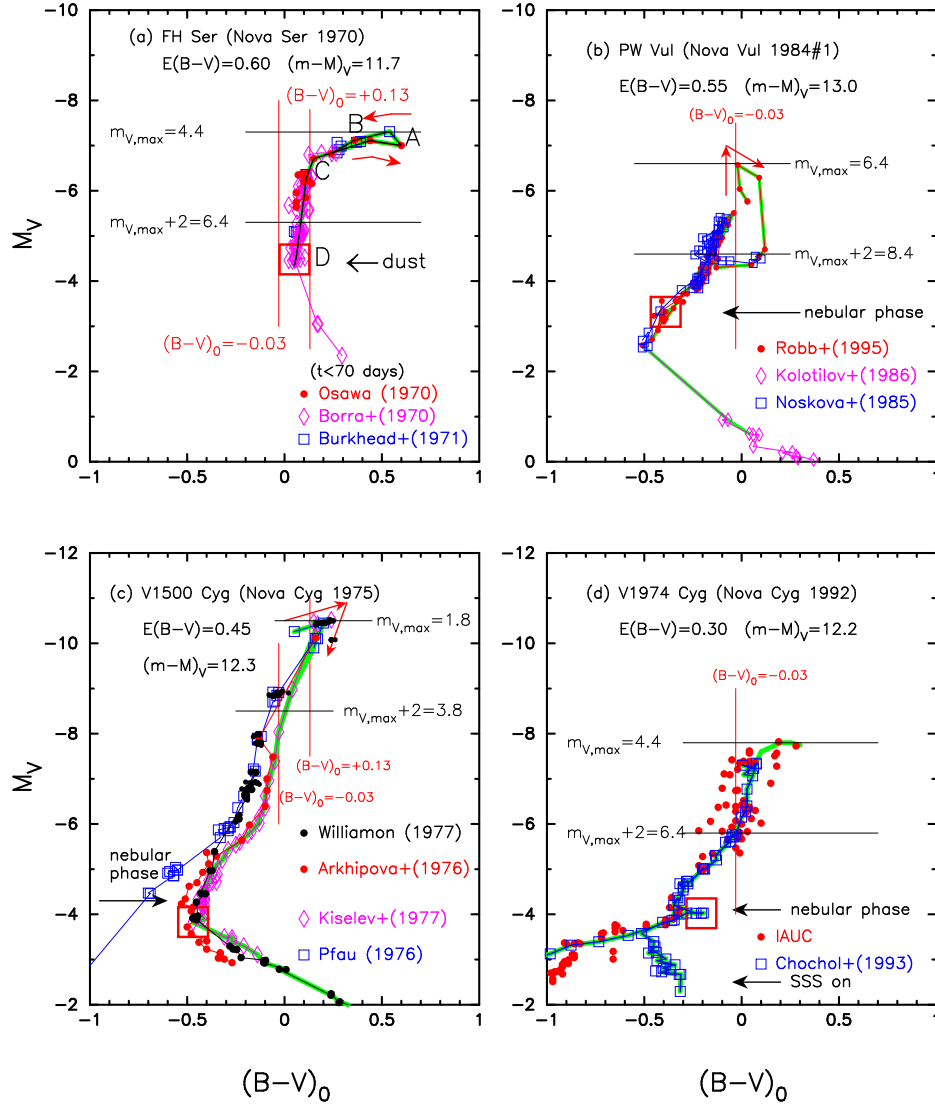 (a) FH Ser (Nova Ser 1970)
E(B−V)=0.60 (m−M)V=11.7
(B−V)0=+0.13
B
A
mV,max=4.4
C
mV,max+2=6.4
D
dust
(B−V)0=−0.03
(t<70 days)
Osawa (1970)
Borra+(1970)
Burkhead+(1971)
MV
−10
−8
−6
−4
−2
0
−1
−0.5
0
0.5
1
(b) PW Vul (Nova Vul 1984#1)
E(B−V)=0.55 (m−M)V=13.0
(B−V)0=−0.03
mV,max=6.4
mV,max+2=8.4
nebular phase
Robb+(1995)
Kolotilov+(1986)
Noskova+(1985)
−10
−8
−6
−4
−2
0
−1
−0.5
0
0.5
1
(c) V1500 Cyg (Nova Cyg 1975)
mV,max=1.8
E(B−V)=0.45
(m−M)V=12.3
mV,max+2=3.8
(B−V)0=+0.13
(B−V)0=−0.03
Williamon (1977)
nebular
phase
Arkhipova+(1976)
Kiselev+(1977)
Pfau (1976)
MV
−12
−10
−8
−6
−4
−2
−1
−0.5
0
0.5
1
(B−V)0
(d) V1974 Cyg (Nova Cyg 1992)
E(B−V)=0.30 (m−M)V=12.2
(B−V)0=−0.03
mV,max=4.4
mV,max+2=6.4
nebular phase
IAUC
Chochol+(1993)
SSS on
−12
−10
−8
−6
−4
−2
−1
−0.5
0
0.5
1
(B−V)0